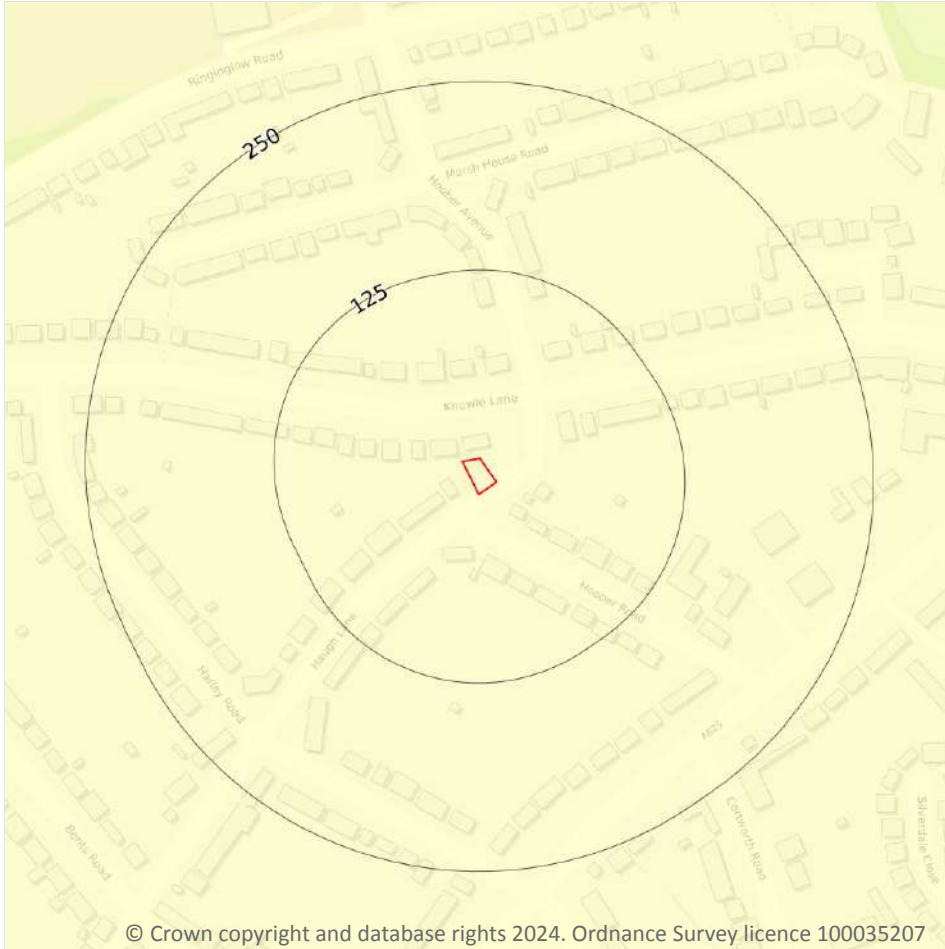 Ringinglow Road
250
Marsh House Road
Hoober Avenue
125
Knowle Lane
Hoober Road
Haugh Lane
Harley Road
A625
Cortworth Road
Silverdale Close
Bents Road
© Crown copyright and database rights 2024. Ordnance Survey licence 100035207